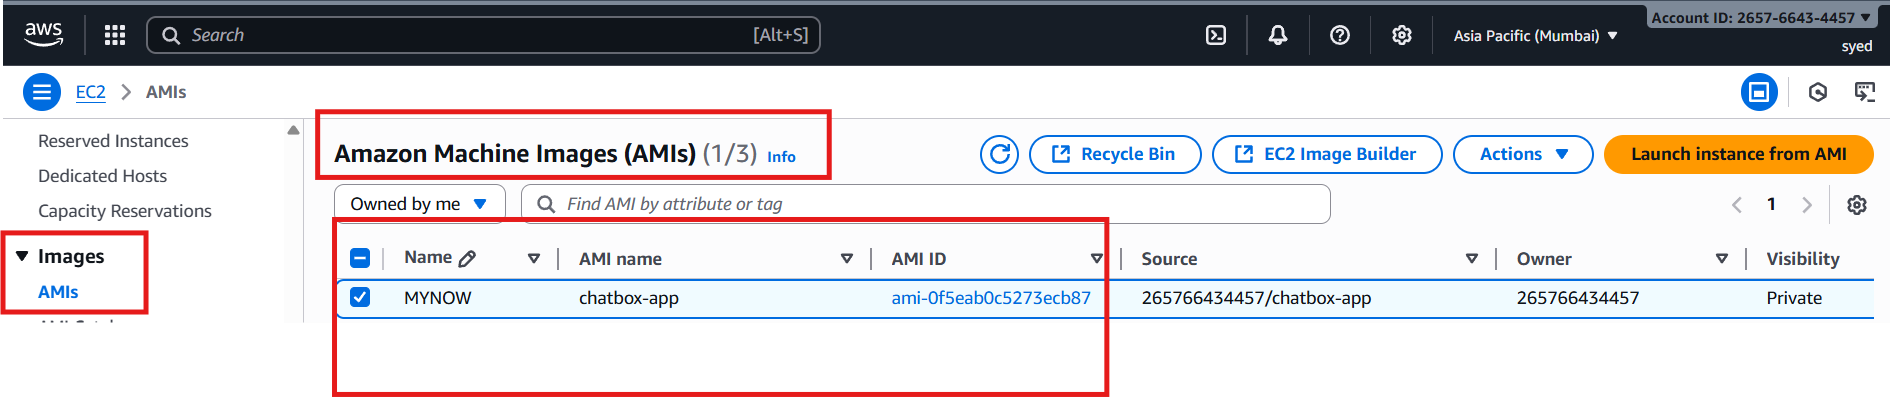 aws
Search [Alt+S]
Asia Pacific (Mumbai) ▼
Account ID: 2657-6643-4457 ▼
syed
EC2 > AMIs
Reserved Instances
Dedicated Hosts
Capacity Reservations
▼ Images
AMIs
Amazon Machine Images (AMIs) (1/3) Info
Recycle Bin
EC2 Image Builder
Actions ▼
Launch instance from AMI
Owned by me ▼
Find AMI by attribute or tag
< 1 >
Name AMI name AMI ID Source Owner Visibility
MYNOW chatbox-app ami-0f5eab0c5273ecb87 265766434457/chatbox-app 265766434457 Private